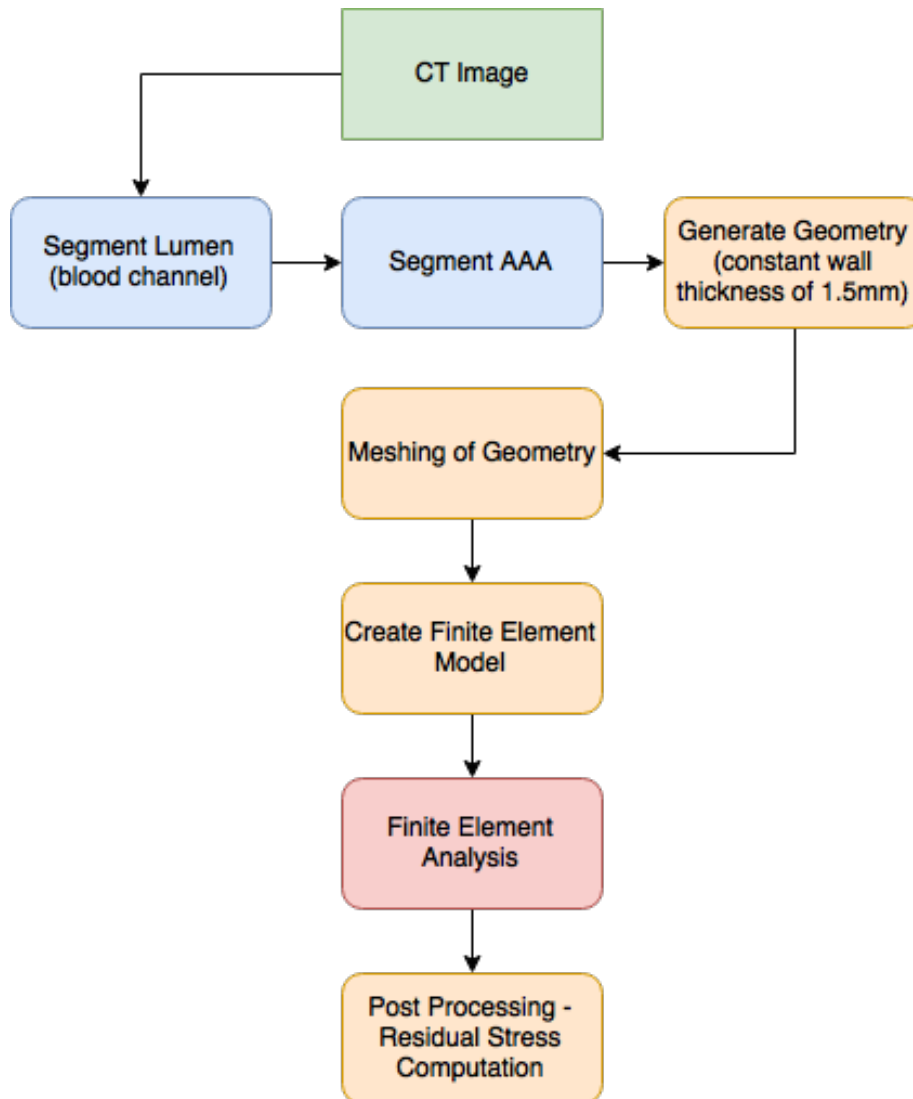 CT Image
Segment Lumen
(blood channel)
Segment AAA
Generate Geometry
(constant wall
thickness of 1.5mm)
Meshing of Geometry
Create Finite Element
Model
Finite Element
Analysis
Post Processing -
Residual Stress
Computation